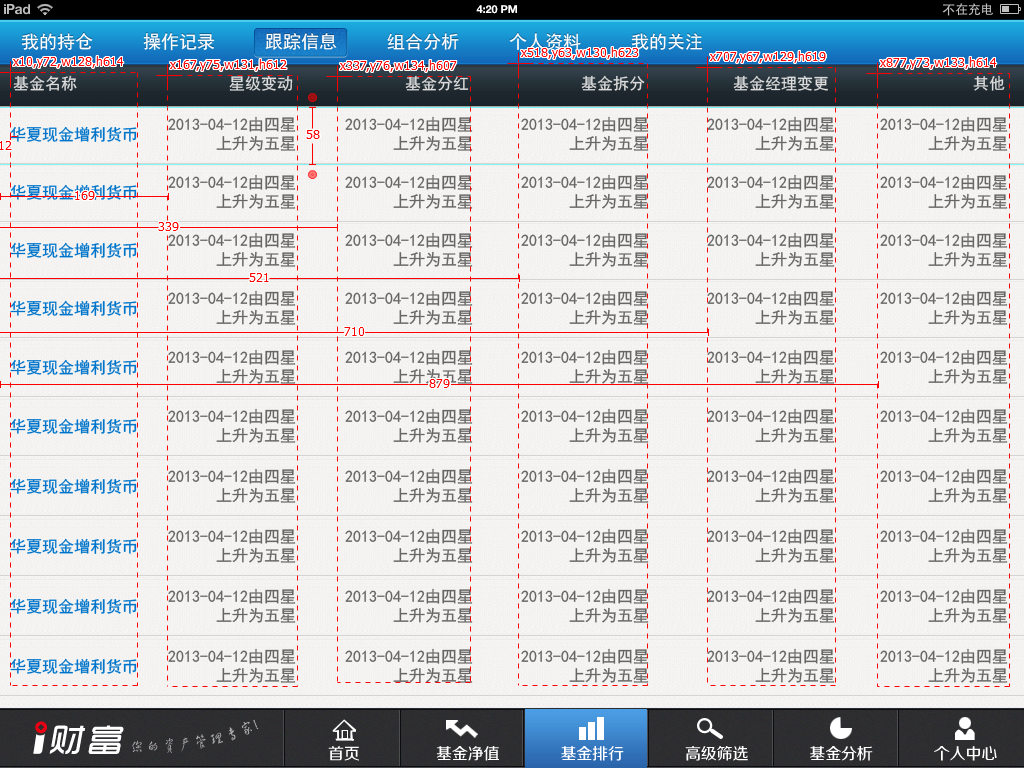 iPad 4:20 PM 不在充电
我的持仓 操作记录 跟踪信息 组合分析 个人资料 我的关注
x10,y72,w128,h614 x167,y75,w131,h612 x337,y76,w134,h607 x518,y63,w130,h623 x707,y67,w129,h619 x877,y73,w133,h614
基金名称 星级变动 基金分红 基金拆分 基金经理变更 其他
华夏现金增利货币 2013-04-12由四星 2013-04-12由四星 2013-04-12由四星 2013-04-12由四星 2013-04-12由四星
上升为五星 上升为五星 上升为五星 上升为五星 上升为五星
12 58
华夏现金增利货币 2013-04-12由四星 2013-04-12由四星 2013-04-12由四星 2013-04-12由四星 2013-04-12由四星
上升为五星 上升为五星 上升为五星 上升为五星 上升为五星
169
339
华夏现金增利货币 2013-04-12由四星 2013-04-12由四星 2013-04-12由四星 2013-04-12由四星 2013-04-12由四星
上升为五星 上升为五星 上升为五星 上升为五星 上升为五星
521
华夏现金增利货币 2013-04-12由四星 2013-04-12由四星 2013-04-12由四星 2013-04-12由四星 2013-04-12由四星
上升为五星 上升为五星 上升为五星 上升为五星 上升为五星
710
华夏现金增利货币 2013-04-12由四星 2013-04-12由四星 2013-04-12由四星 2013-04-12由四星 2013-04-12由四星
上升为五星 上升为五星 上升为五星 上升为五星 上升为五星
879
华夏现金增利货币 2013-04-12由四星 2013-04-12由四星 2013-04-12由四星 2013-04-12由四星 2013-04-12由四星
上升为五星 上升为五星 上升为五星 上升为五星 上升为五星
华夏现金增利货币 2013-04-12由四星 2013-04-12由四星 2013-04-12由四星 2013-04-12由四星 2013-04-12由四星
上升为五星 上升为五星 上升为五星 上升为五星 上升为五星
华夏现金增利货币 2013-04-12由四星 2013-04-12由四星 2013-04-12由四星 2013-04-12由四星 2013-04-12由四星
上升为五星 上升为五星 上升为五星 上升为五星 上升为五星
华夏现金增利货币 2013-04-12由四星 2013-04-12由四星 2013-04-12由四星 2013-04-12由四星 2013-04-12由四星
上升为五星 上升为五星 上升为五星 上升为五星 上升为五星
华夏现金增利货币 2013-04-12由四星 2013-04-12由四星 2013-04-12由四星 2013-04-12由四星 2013-04-12由四星
上升为五星 上升为五星 上升为五星 上升为五星 上升为五星
i财富 你的资产管理专家!
首页 基金净值 基金排行 高级筛选 基金分析 个人中心